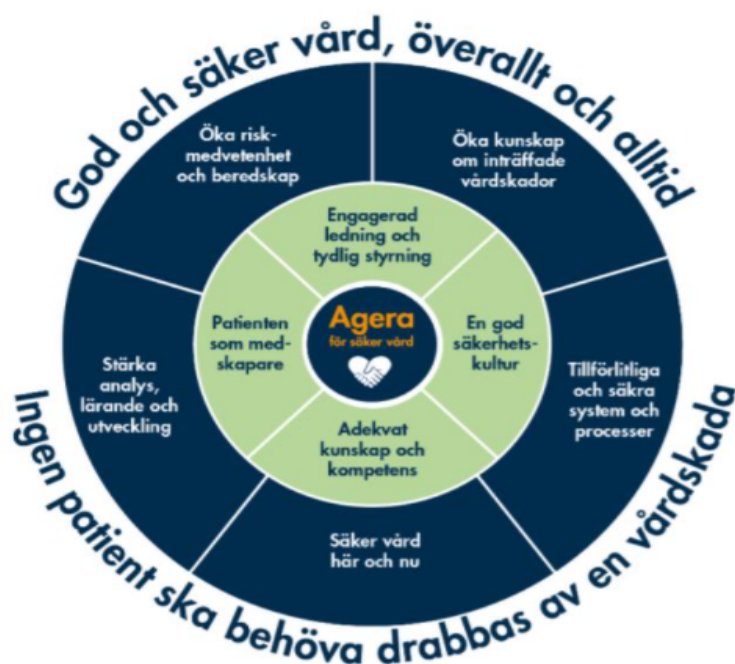 God och säker vård, överallt och alltid
Öka risk-
medvetenhet
och beredskap
Öka kunskap
om inträffade
vårdskador
Engagerad
ledning och
tydlig styrning
Patienten
som med-
skapare
Agera
för säker vård
En god
säkerhets-
kultur
Stärka
analys,
lärande och
utveckling
Tillförlitliga
och säkra
system och
processer
Adekvat
kunskap och
kompetens
Säker vård
här och nu
Ingen patient ska behöva drabbas av en vårdskada